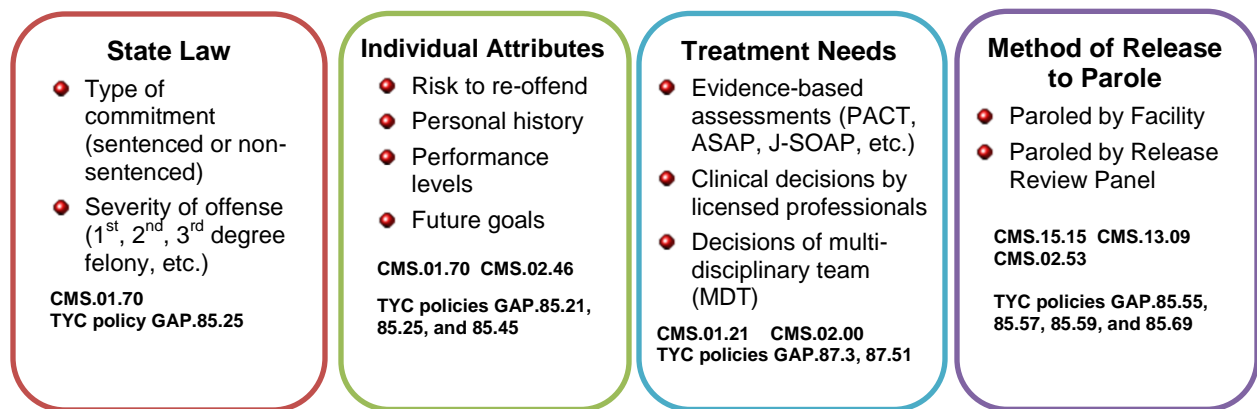 State Law
Type of
commitment
(sentenced or non-
sentenced)
Severity of offense
(1st, 2nd, 3rd degree
felony, etc.)
CMS.01.70
TYC policy GAP.85.25
Individual Attributes
Risk to re-offend
Personal history
Performance
levels
Future goals
CMS.01.70 CMS.02.46
TYC policies GAP.85.21,
85.25, and 85.45
Treatment Needs
Evidence-based
assessments (PACT,
ASAP, J-SOAP, etc.)
Clinical decisions by
licensed professionals
Decisions of multi-
disciplinary team
(MDT)
CMS.01.21 CMS.02.00
TYC policies GAP.87.3, 87.51
Method of Release
to Parole
Paroled by Facility
Paroled by Release
Review Panel
CMS.15.15 CMS.13.09
CMS.02.53
TYC policies GAP.85.55,
85.57, 85.59, and 85.69